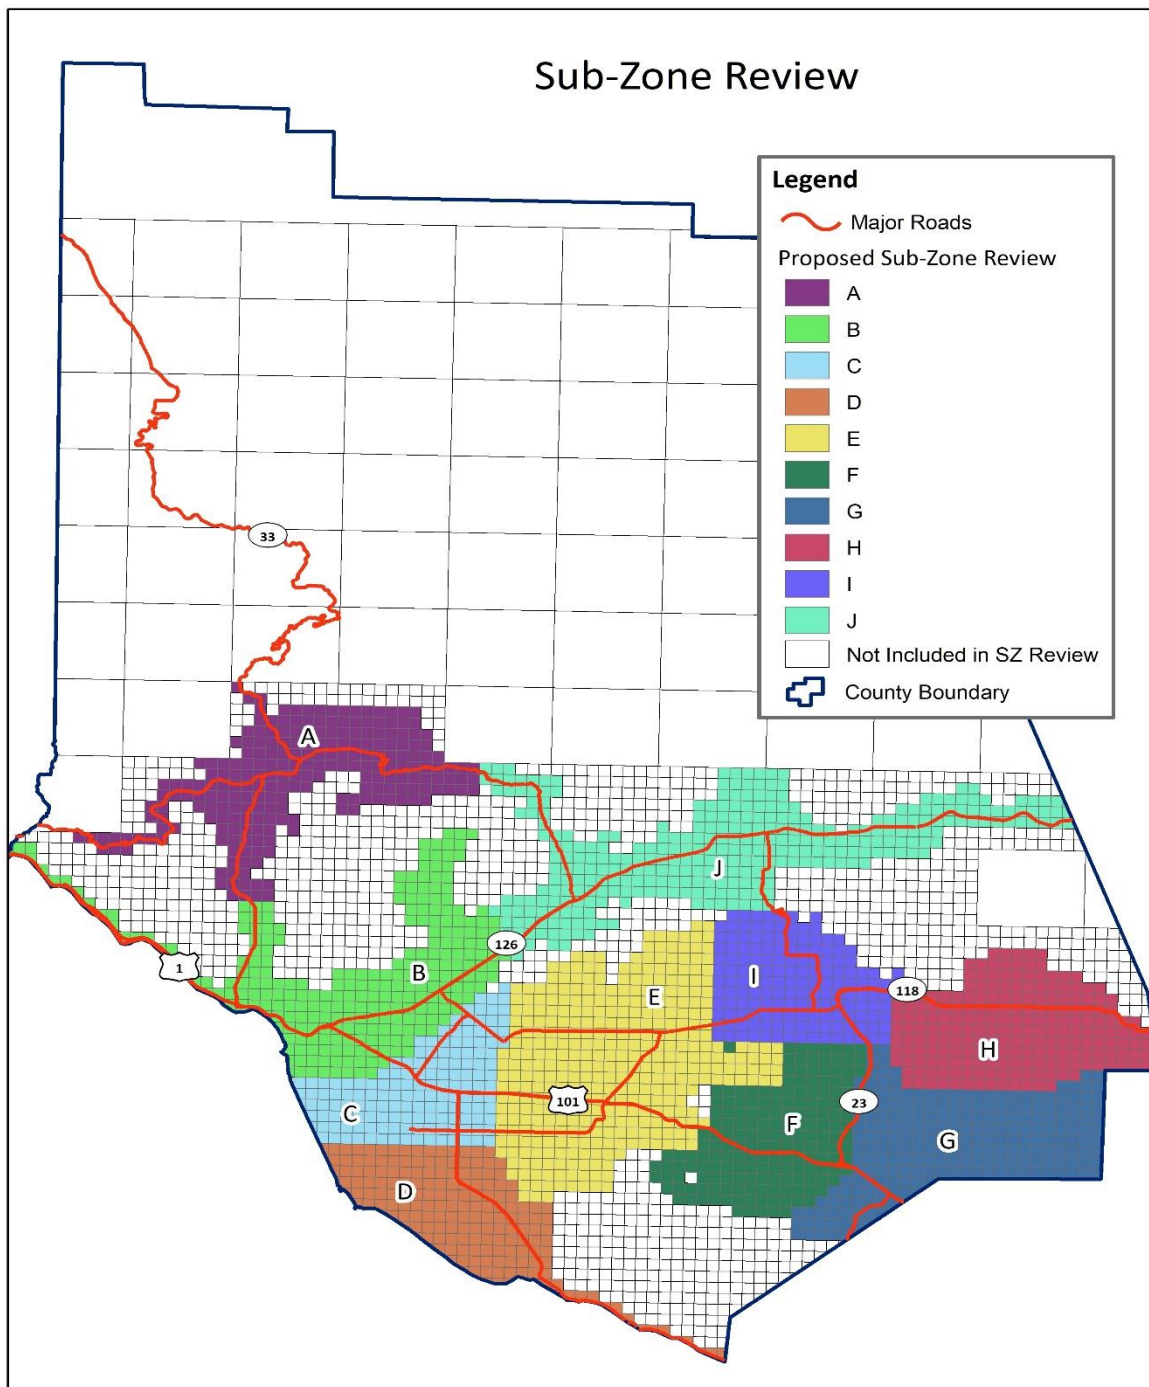 Sub-Zone Review
Legend
Major Roads
Proposed Sub-Zone Review
A
B
C
D
E
F
G
H
I
J
Not Included in SZ Review
County Boundary
33
A
J
126
B
1
E
I
118
H
C
101
F
23
G
D